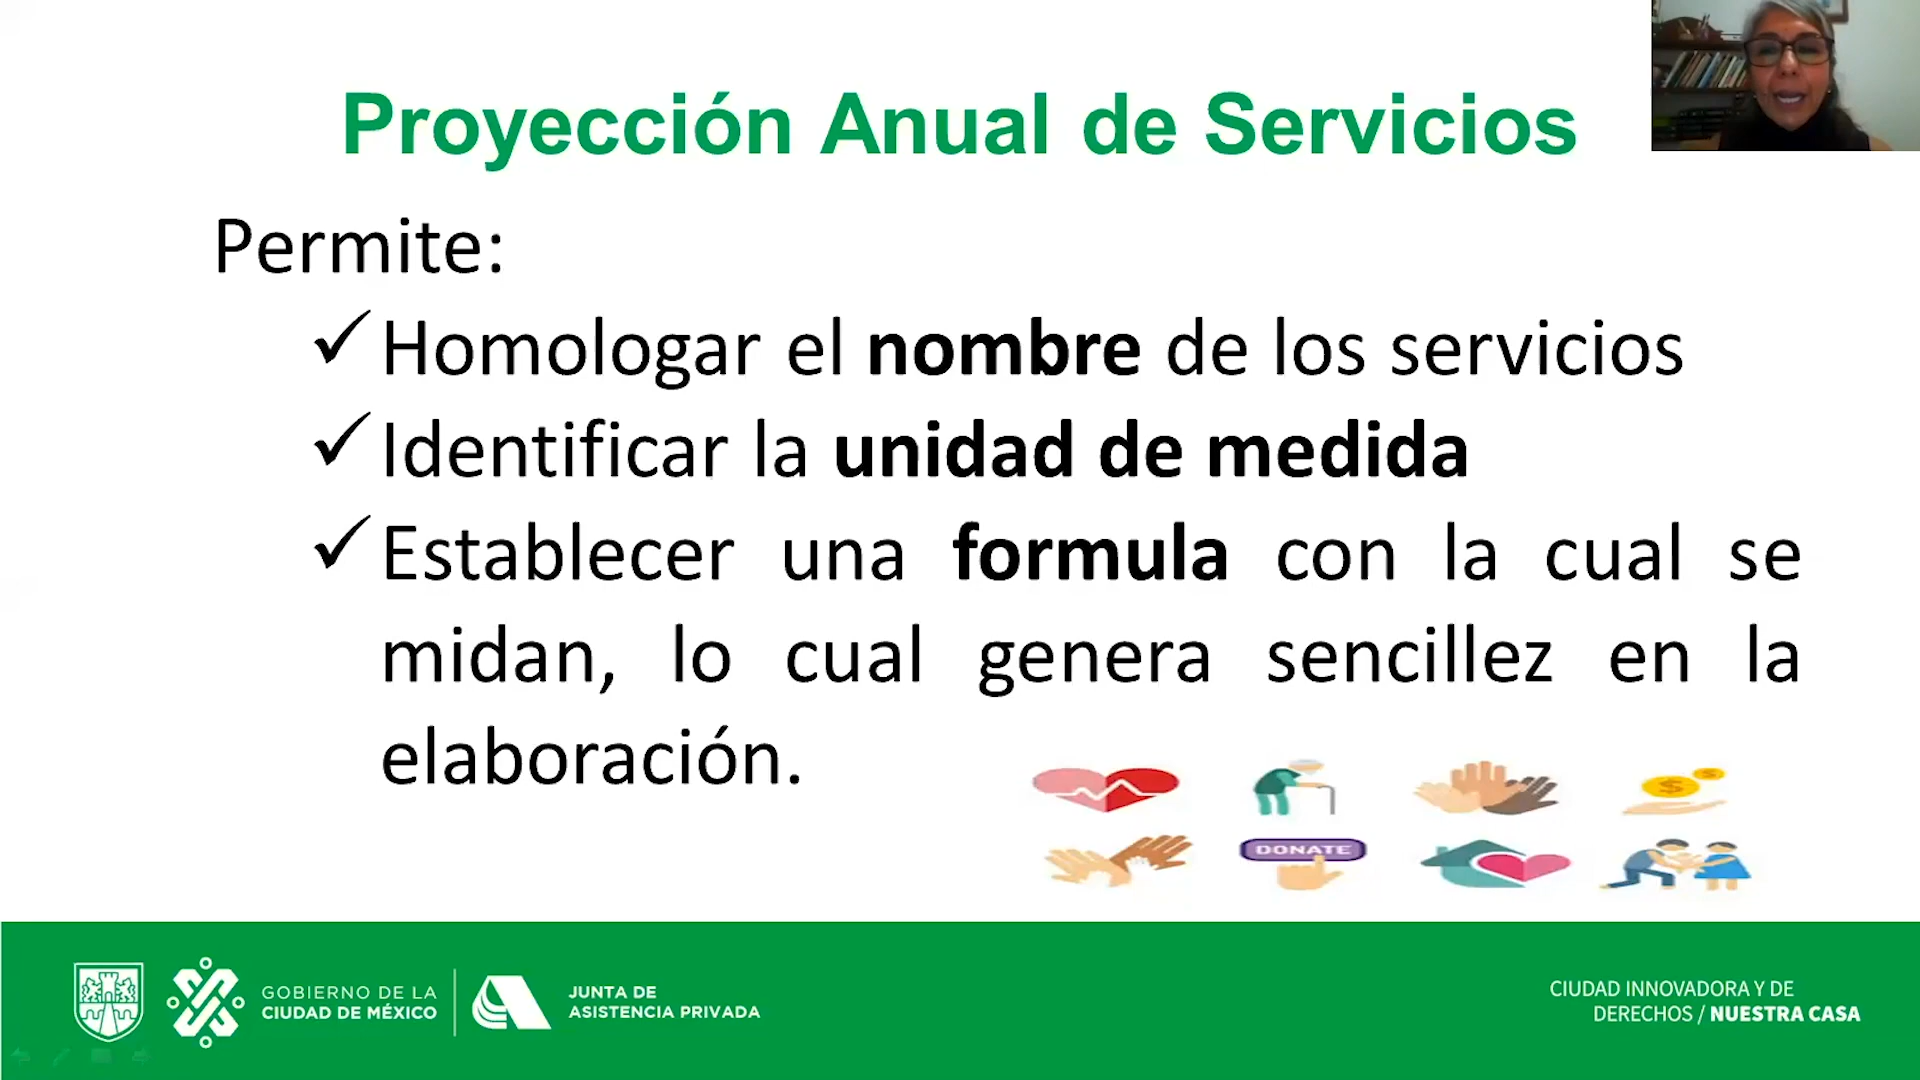 Proyección Anual de Servicios
Permite:
✓Homologar el nombre de los servicios
✓Identificar la unidad de medida
✓Establecer una formula con la cual se
midan, lo cual genera sencillez en la
elaboración.
DONATE
GOBIERNO DE LA
CIUDAD DE MÉXICO
JUNTA DE
ASISTENCIA PRIVADA
CIUDAD INNOVADORA Y DE
DERECHOS / NUESTRA CASA